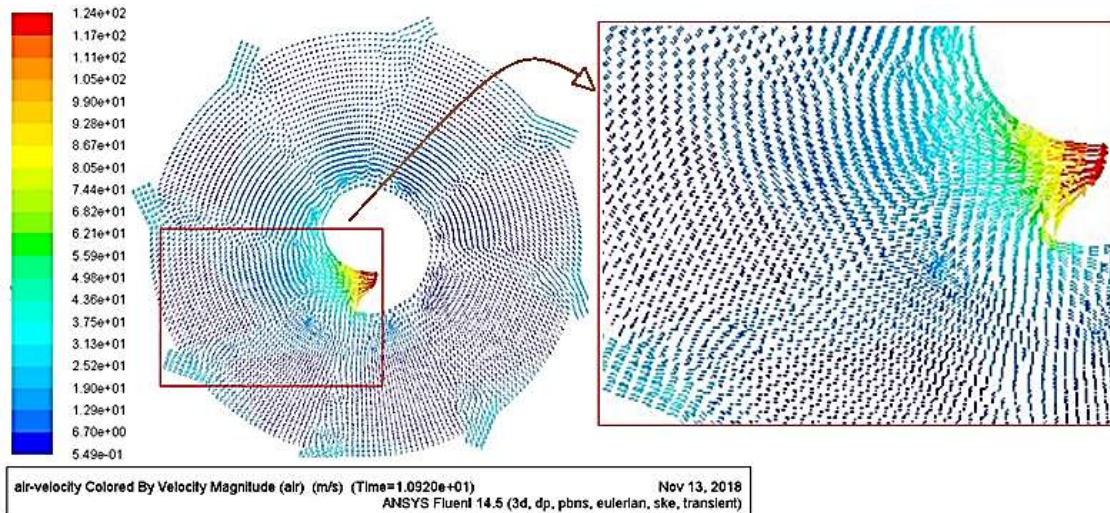 1.24e+02
1.17e+02
1.11e+02
1.05e+02
9.90e+01
9.28e+01
8.67e+01
8.05e+01
7.44e+01
6.82e+01
6.21e+01
5.59e+01
4.98e+01
4.36e+01
3.75e+01
3.13e+01
2.52e+01
1.90e+01
1.29e+01
6.70e+00
5.49e-01
air-velocity Colored By Velocity Magnitude (air) (m/s) (Time=1.0920e+01)
Nov 13, 2018
ANSYS Fluent 14.5 (3d, dp, pbns, eulerian, ske, transient)